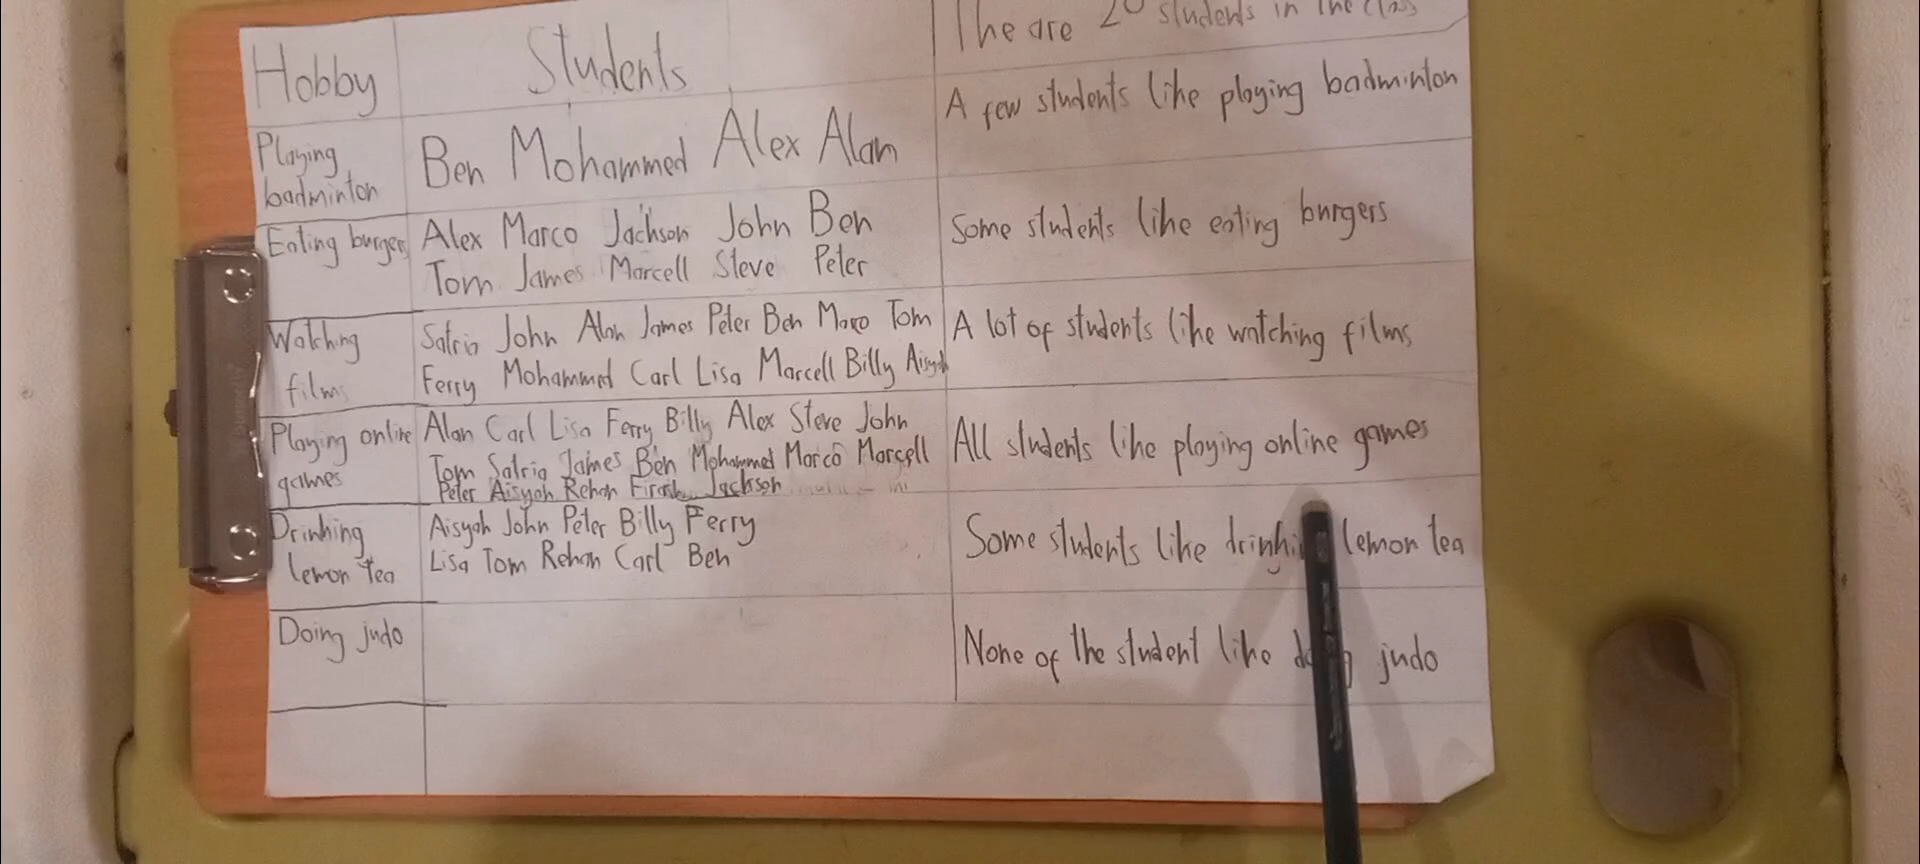 The are 20 students in the class
Hobby Students
A few students like playing badminton
Playing
badminton
Ben Mohammed Alex Alan
Eating burgers
Alex Marco Jackson John Ben
Tom James Marcell Steve Peter
Some students like eating burgers
Watching
films
Satria John Alan James Peter Ben Marco Tom
Ferry Mohammed Carl Lisa Marcell Billy Aisyah
A lot of students like watching films
Playing online
games
Alan Carl Lisa Ferry Billy Alex Steve John
Tom Satria James Ben Mohammed Marco Marcell
Peter Aisyah Rehan Jackson
All students like playing online games
Drinking
lemon tea
Aisyah John Peter Billy Ferry
Lisa Tom Rehan Carl Ben
Some students like lemon tea
Doing judo
None of the student like judo